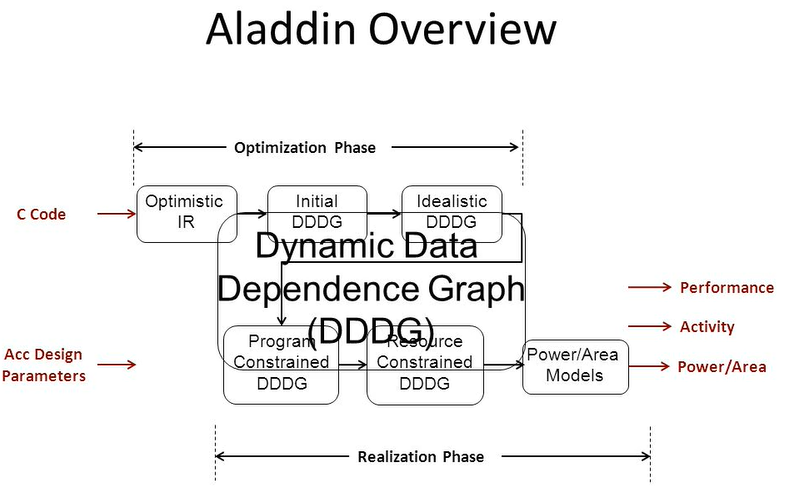 Aladdin Overview
Optimization Phase
C Code
Optimistic
IR
Initial
DDDG
Idealistic
DDDG
Dynamic Data
Dependence Graph
(DDDG)
Performance
Activity
Power/Area
Acc Design
Parameters
Program
Constrained
DDDG
Resource
Constrained
DDDG
Power/Area
Models
Realization Phase